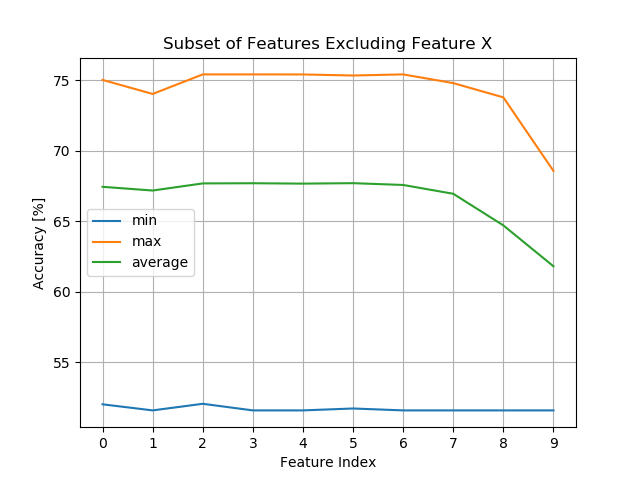 Subset of Features Excluding Feature X
Accuracy [%]
75
70
65
60
55
min
max
average
0 1 2 3 4 5 6 7 8 9
Feature Index